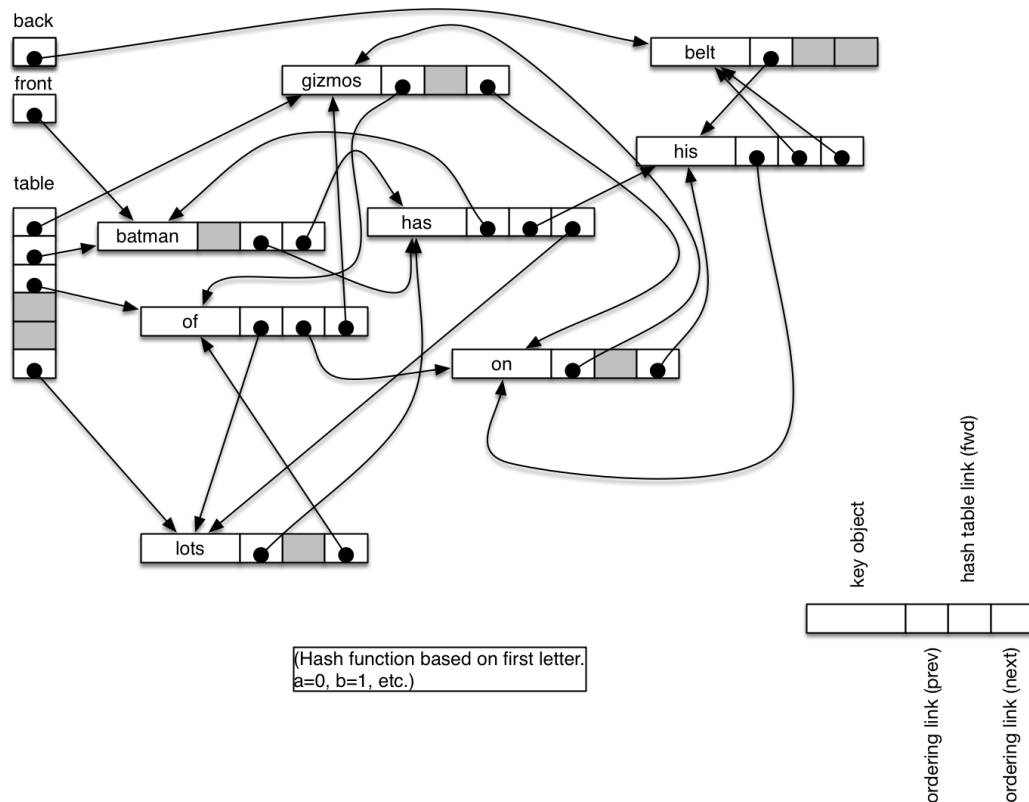 back
belt
gizmos
front
his
table
has
batman
of
on
lots
key object
hash table link (fwd)
ordering link (prev)
ordering link (next)
(Hash function based on first letter.
a=0, b=1, etc.)